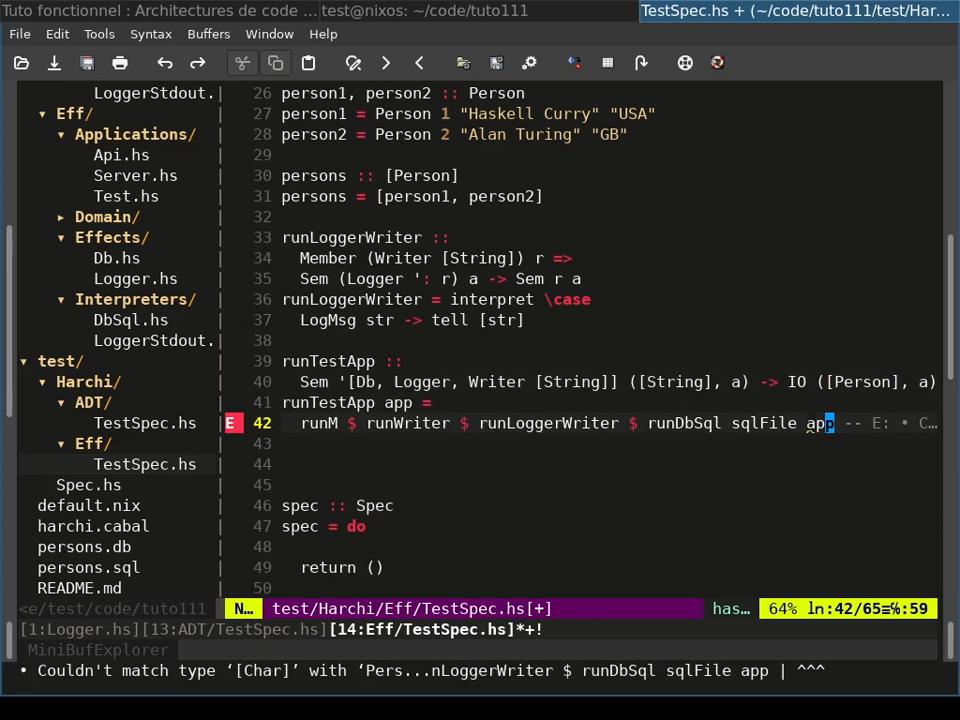 Tuto fonctionnel : Architectures de code ...
test@nixos: ~/code/tuto111
TestSpec.hs + (~/code/tuto111/test/Har...
File Edit Tools Syntax Buffers Window Help
LoggerStdout.|
▾ Eff/ |
▾ Applications/ |
Api.hs |
Server.hs |
Test.hs |
▸ Domain/ |
▾ Effects/ |
Db.hs |
Logger.hs |
▾ Interpreters/ |
DbSql.hs |
LoggerStdout.|
▾ test/ |
▾ Harchi/ |
▾ ADT/ |
TestSpec.hs |
▾ Eff/ |
TestSpec.hs |
Spec.hs |
default.nix |
harchi.cabal |
persons.db |
persons.sql |
README.md |
<e/test/code/tuto111
26 person1, person2 :: Person
27 person1 = Person 1 "Haskell Curry" "USA"
28 person2 = Person 2 "Alan Turing" "GB"
29
30 persons :: [Person]
31 persons = [person1, person2]
32
33 runLoggerWriter ::
34 Member (Writer [String]) r =>
35 Sem (Logger ': r) a -> Sem r a
36 runLoggerWriter = interpret \case
37 LogMsg str -> tell [str]
38
39 runTestApp ::
40 Sem '[Db, Logger, Writer [String]] ([String], a) -> IO ([Person], a)
41 runTestApp app =
E 42 runM $ runWriter $ runLoggerWriter $ runDbSql sqlFile app -- E: • C…
43
44
45
46 spec :: Spec
47 spec = do
48
49 return ()
50
N… test/Harchi/Eff/TestSpec.hs[+] has… 64% ln:42/65≡℅:59
[1:Logger.hs][13:ADT/TestSpec.hs][14:Eff/TestSpec.hs]*+!
MiniBufExplorer
• Couldn't match type ‘[Char]’ with ‘Pers...nLoggerWriter $ runDbSql sqlFile app | ^^^